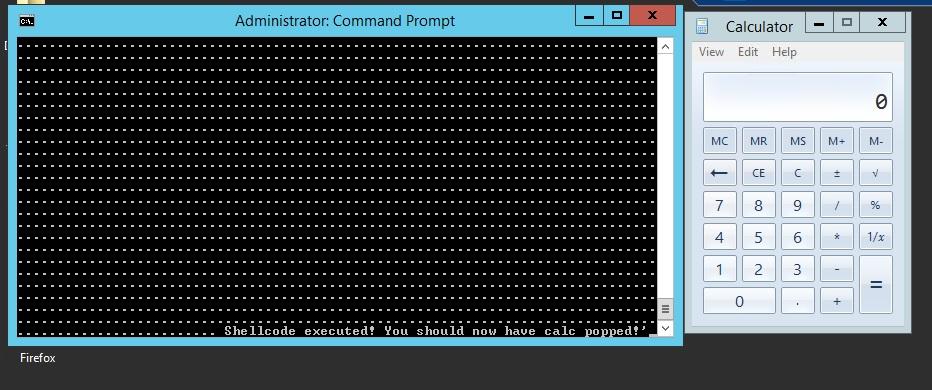 Administrator: Command Prompt
Shellcode executed! You should now have calc popped!'
Firefox
Calculator
View Edit Help
0
MC MR MS M+ M-
← CE C ± √
7 8 9 / %
4 5 6 * 1/x
1 2 3 - =
0 . +